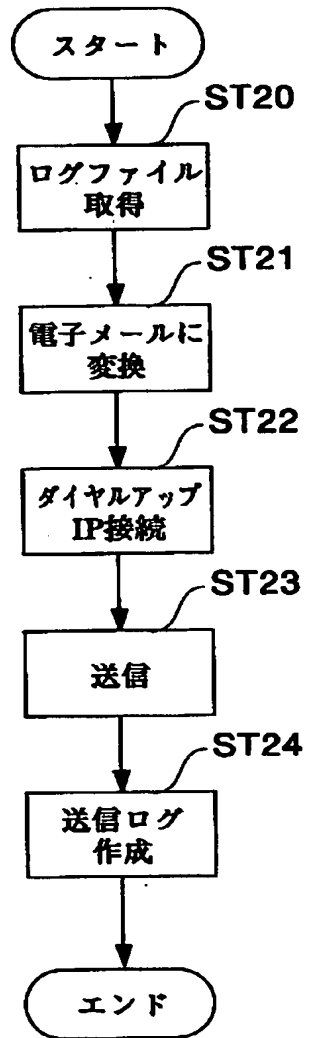 スタート
ST20
ログファイル
取得
ST21
電子メールに
変換
ST22
ダイヤルアップ
IP接続
ST23
送信
ST24
送信ログ
作成
エンド